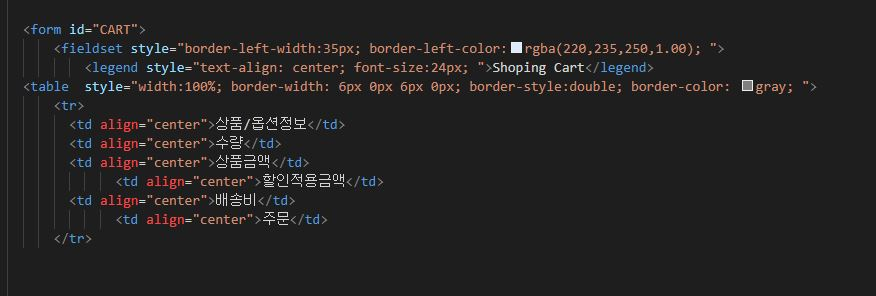 <form id="CART">
<fieldset style="border-left-width:35px; border-left-color:rgba(220,235,250,1.00); ">
<legend style="text-align: center; font-size:24px; ">Shoping Cart</legend>
<table  style="width:100%; border-width: 6px 0px 6px 0px; border-style:double; border-color: gray; ">
<tr>
<td align="center">상품/옵션정보</td>
<td align="center">수량</td>
<td align="center">상품금액</td>
<td align="center">할인적용금액</td>
<td align="center">배송비</td>
<td align="center">주문</td>
</tr>